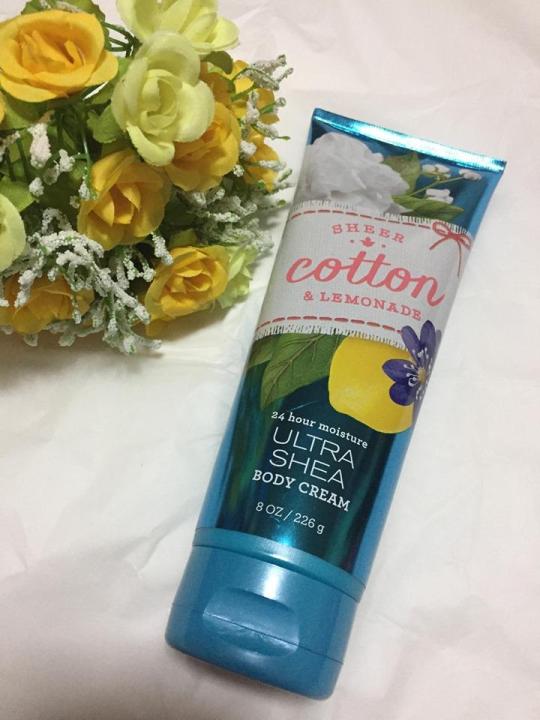 SHEER
cotton
& LEMONADE
24 hour moisture
ULTRA
SHEA
BODY CREAM
8 OZ / 226 g